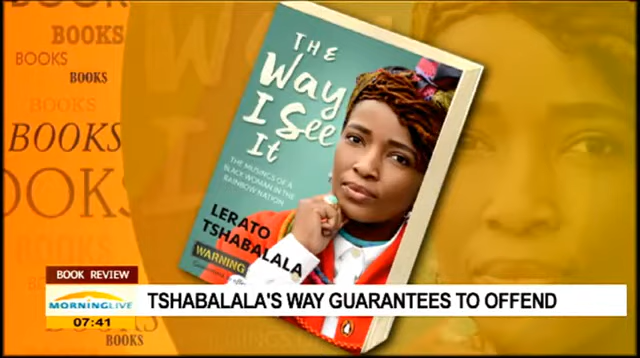 BOOKS
BOOKS
BOOKS
BOOKS
BOOKS
BOOKS
BOOKS
THE
Way
I See
It
THE MUSINGS OF A
BLACK WOMAN IN THE
RAINBOW NATION
LERATO
TSHABALALA
WARNING
BOOK REVIEW
MORNINGLIVE
TSHABALALA'S WAY GUARANTEES TO OFFEND
07:41
BOOKS